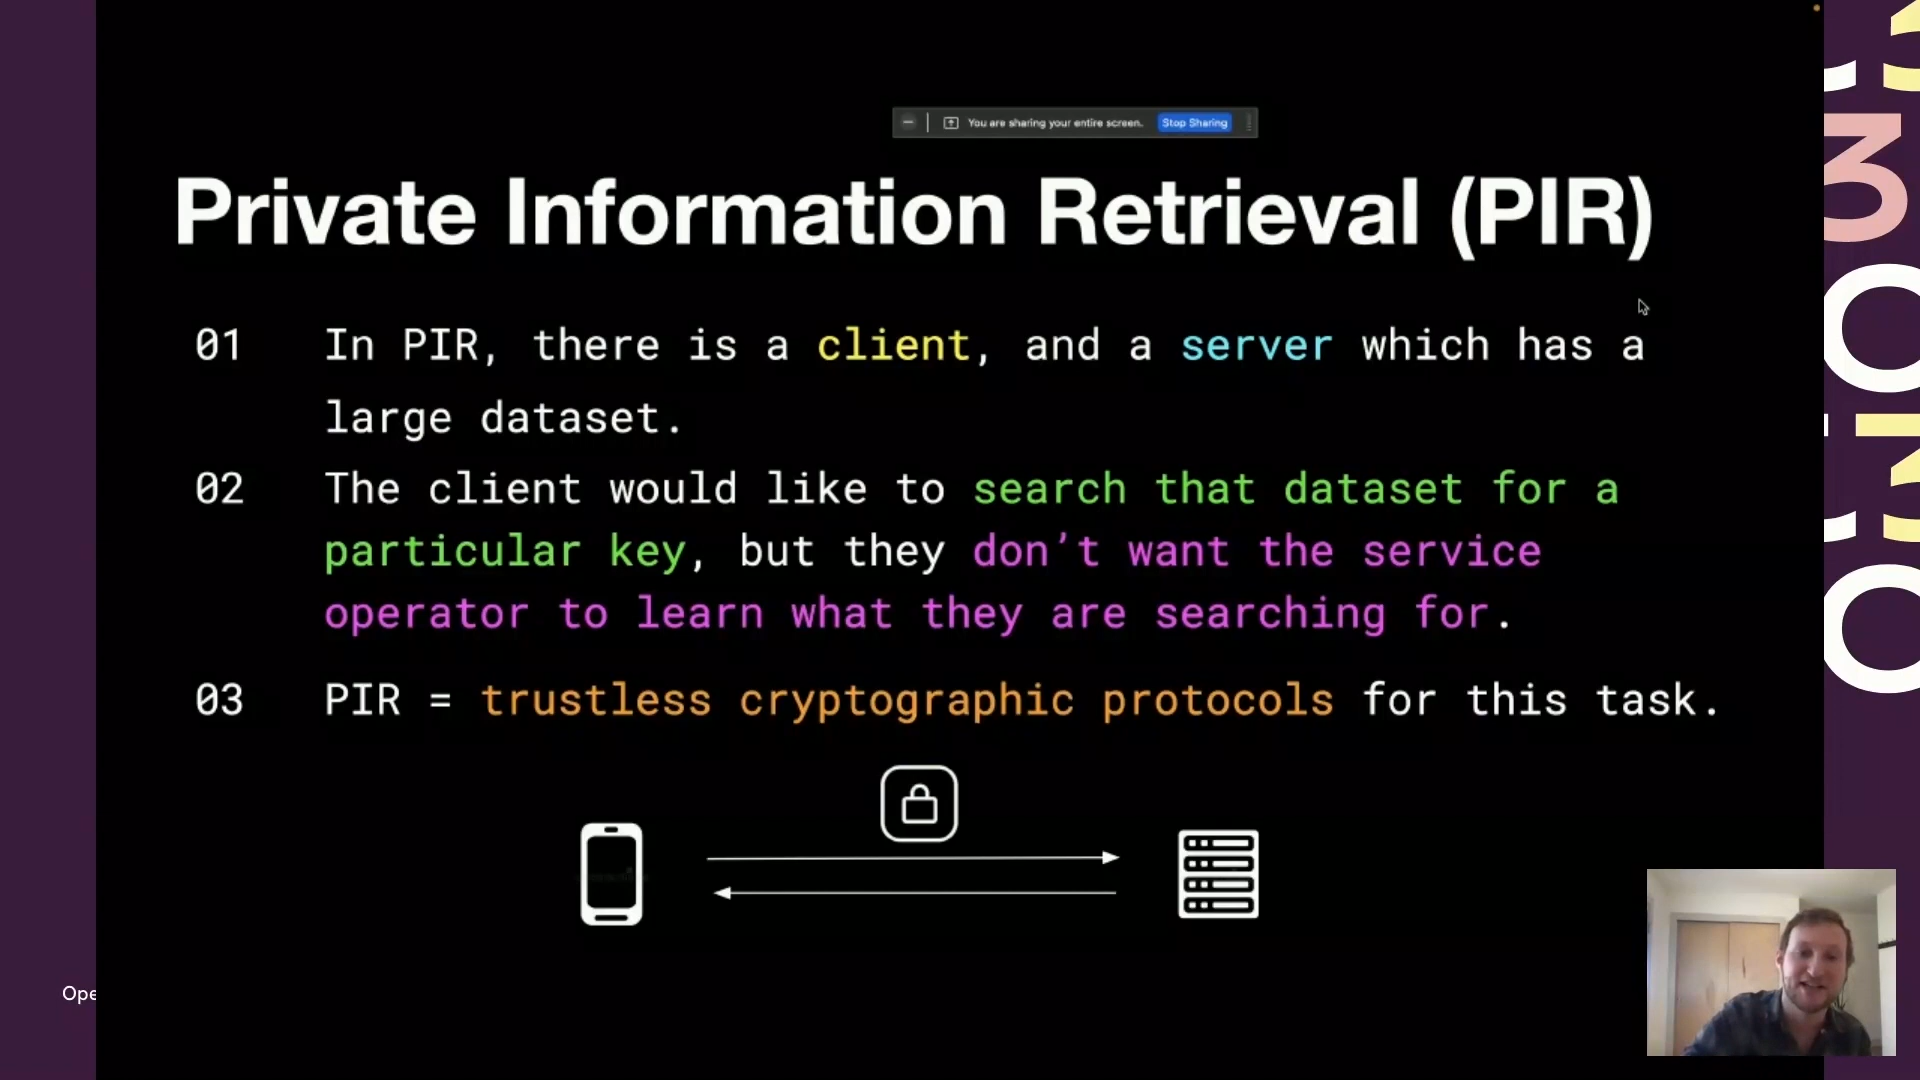 You are sharing your entire screen. Stop Sharing
Private Information Retrieval (PIR)
01 In PIR, there is a client, and a server which has a
large dataset.
02 The client would like to search that dataset for a
particular key, but they don’t want the service
operator to learn what they are searching for.
03 PIR = trustless cryptographic protocols for this task.
Ope